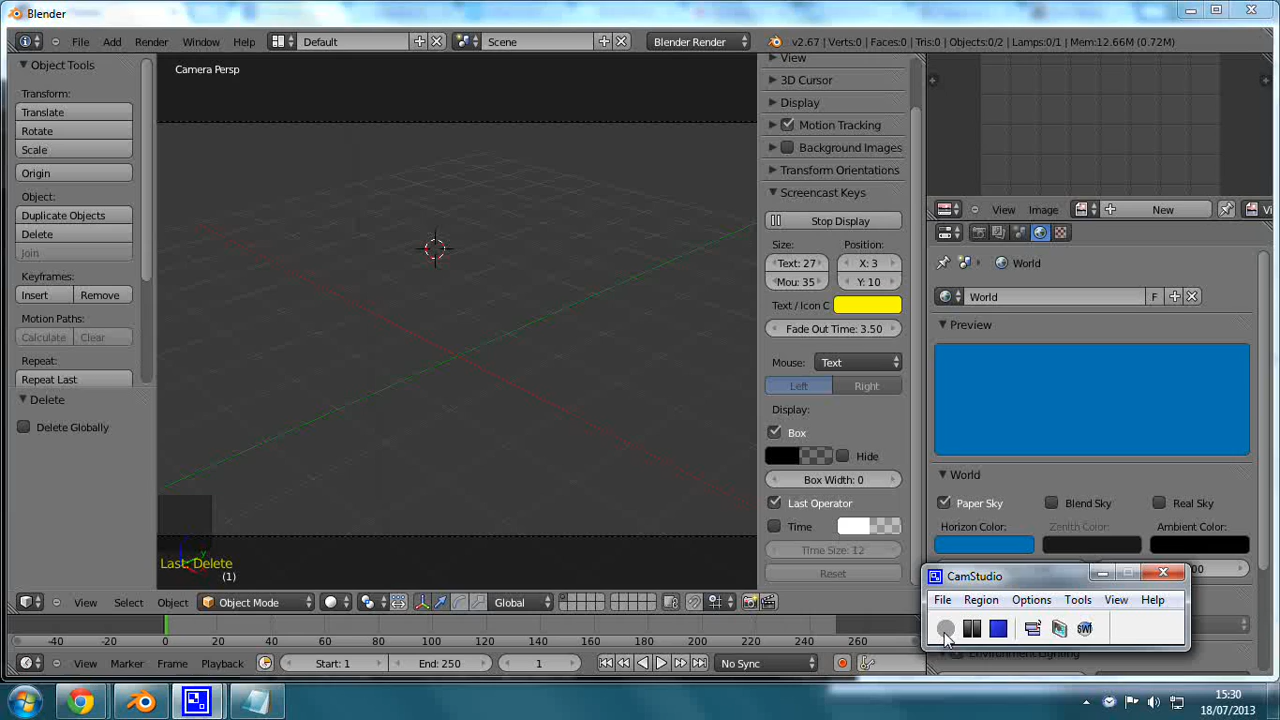 Blender
File Add Render Window Help Default Scene Blender Render v2.67 | Verts:0 | Faces:0 | Tris:0 | Objects:0/2 | Lamps:0/1 | Mem:12.66M (0.72M)
Object Tools
Transform:
Translate
Rotate
Scale
Origin
Object:
Duplicate Objects
Delete
Join
Keyframes:
Insert Remove
Motion Paths:
Calculate Clear
Repeat:
Repeat Last
Delete
Delete Globally
Camera Persp
Last: Delete
(1)
View
3D Cursor
Display
Motion Tracking
Background Images
Transform Orientations
Screencast Keys
Stop Display
Size: Position:
Text: 27 X: 3
Mou: 35 Y: 10
Text / Icon C
Fade Out Time: 3.50
Mouse: Text
Left Right
Display:
Box
Hide
Box Width: 0
Last Operator
Time
Time Size: 12
Reset
View Image New Vi
World
World F
Preview
World
Paper Sky Blend Sky Real Sky
Horizon Color: Zenith Color: Ambient Color:
00
CamStudio
File Region Options Tools View Help
SWF
View Select Object Object Mode Global
-40 -20 0 20 40 60 80 100 120 140 160 180 200 220 240 260
View Marker Frame Playback Start: 1 End: 250 1 No Sync
15:30
18/07/2013